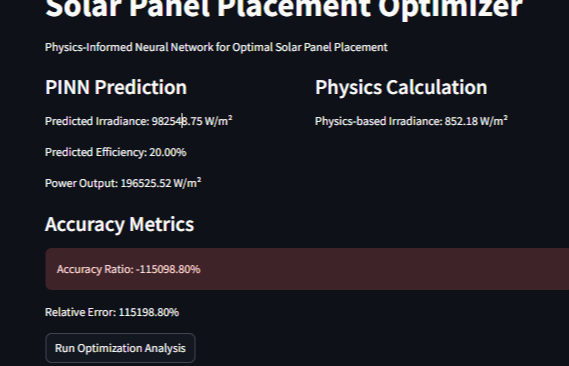 Solar Panel Placement Optimizer
Physics-Informed Neural Network for Optimal Solar Panel Placement
PINN Prediction
Physics Calculation
Predicted Irradiance: 982548.75 W/m²
Physics-based Irradiance: 852.18 W/m²
Predicted Efficiency: 20.00%
Power Output: 196525.52 W/m²
Accuracy Metrics
Accuracy Ratio: -115098.80%
Relative Error: 115198.80%
Run Optimization Analysis